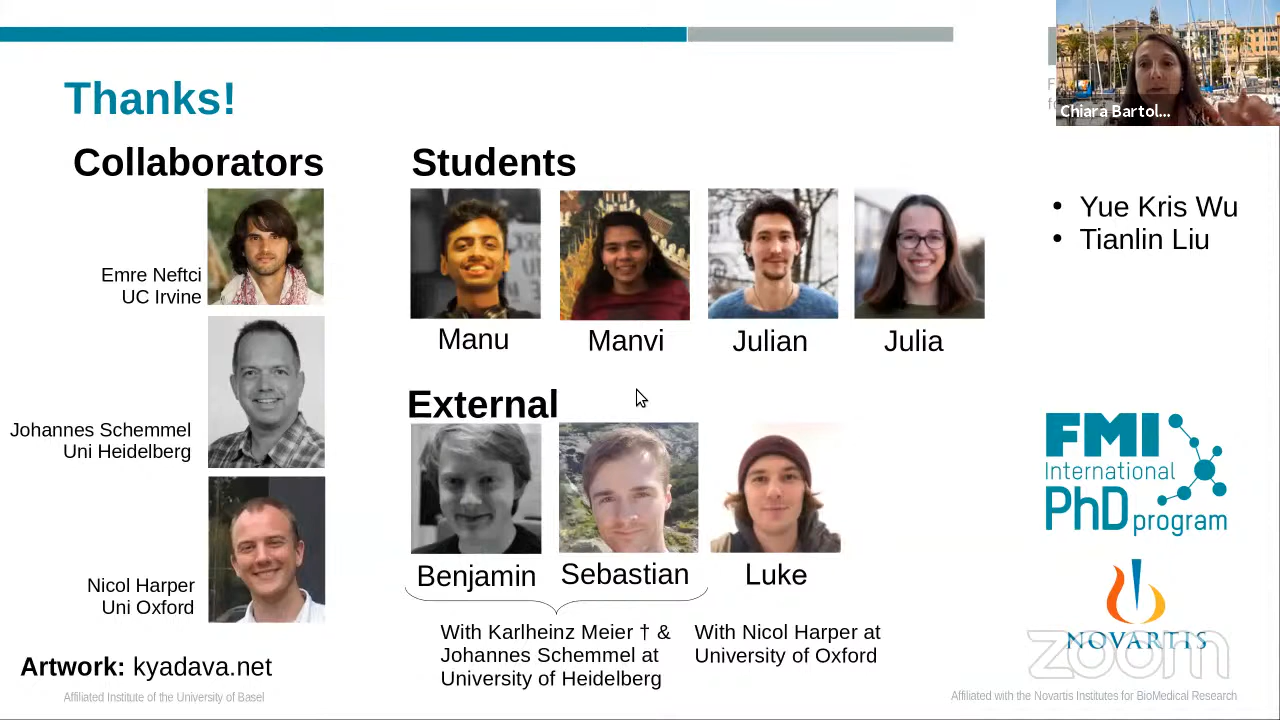 Thanks!
Collaborators
Emre Neftci
UC Irvine
Johannes Schemmel
Uni Heidelberg
Nicol Harper
Uni Oxford
Artwork: kyadava.net
Affiliated Institute of the University of Basel
Students
Manu
Manvi
Julian
Julia
External
Benjamin
Sebastian
Luke
With Karlheinz Meier † &
Johannes Schemmel at
University of Heidelberg
With Nicol Harper at
University of Oxford
Chiara Bartol...
• Yue Kris Wu
• Tianlin Liu
FMI
International
PhD
program
NOVARTIS
zoom
Affiliated with the Novartis Institutes for BioMedical Research